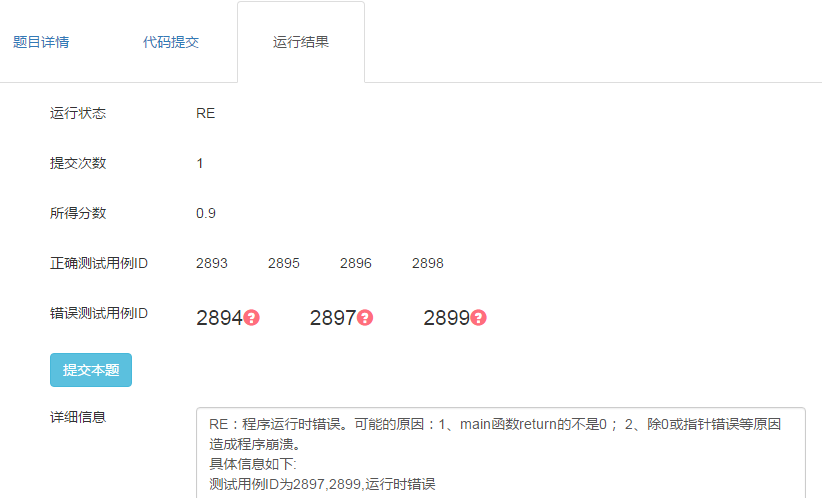 题目详情 代码提交 运行结果
运行状态 RE
提交次数 1
所得分数 0.9
正确测试用例ID 2893 2895 2896 2898
错误测试用例ID 2894? 2897? 2899?
提交本题
详细信息 RE：程序运行时错误。可能的原因：1、main函数return的不是0； 2、除0或指针错误等原因
造成程序崩溃。
具体信息如下:
测试用例ID为2897,2899,运行时错误